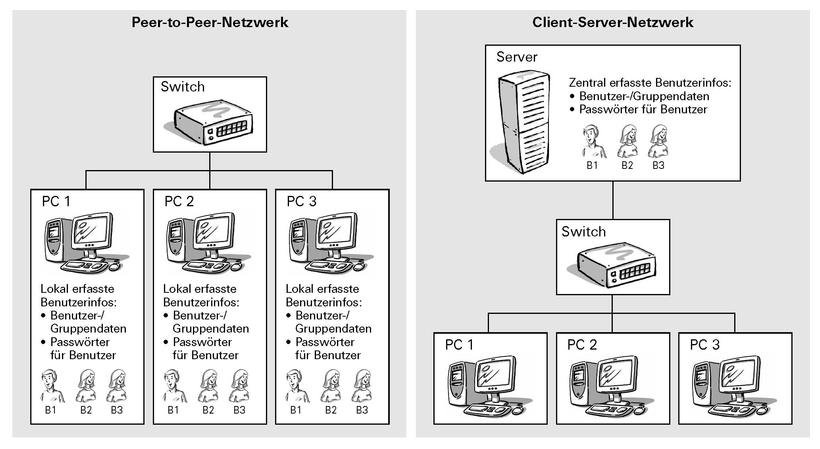 Peer-to-Peer-Netzwerk
Switch
PC 1
Lokal erfasste
Benutzerinfos:
• Benutzer-/
Gruppendaten
• Passwörter
für Benutzer
B1 B2 B3
PC 2
Lokal erfasste
Benutzerinfos:
• Benutzer-/
Gruppendaten
• Passwörter
für Benutzer
B1 B2 B3
PC 3
Lokal erfasste
Benutzerinfos:
• Benutzer-/
Gruppendaten
• Passwörter
für Benutzer
B1 B2 B3
Client-Server-Netzwerk
Server
Zentral erfasste Benutzerinfos:
• Benutzer-/Gruppendaten
• Passwörter für Benutzer
B1 B2 B3
Switch
PC 1
PC 2
PC 3